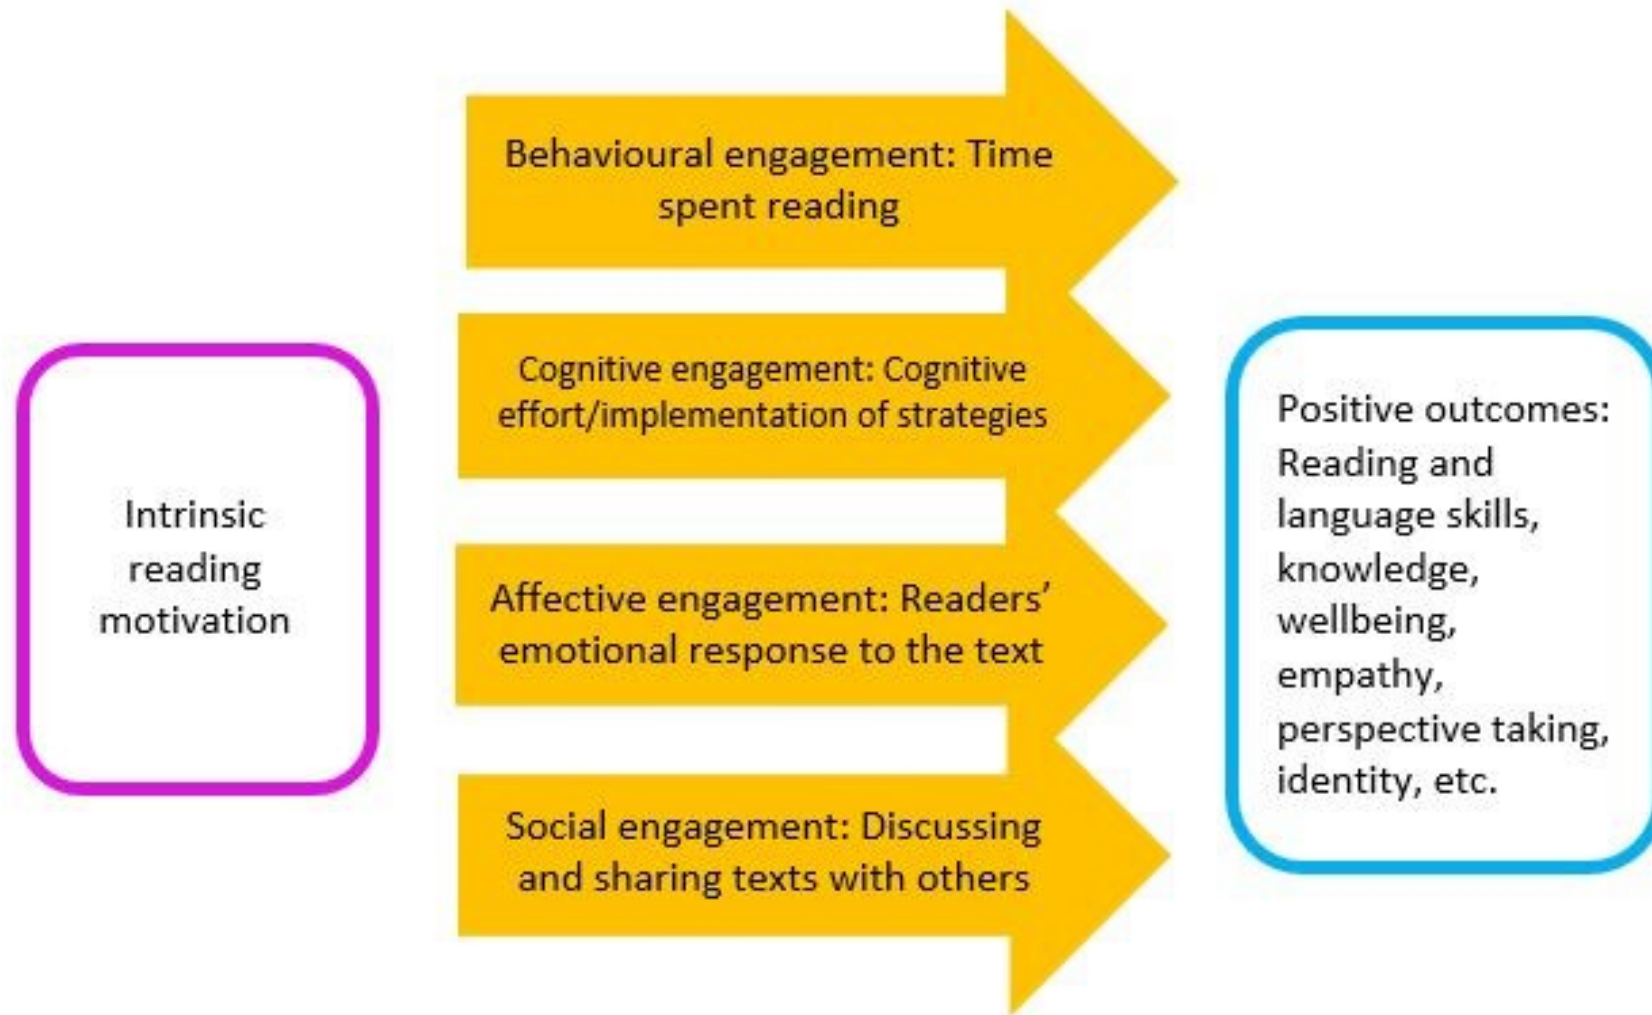 Intrinsic
reading
motivation
Behavioural engagement: Time
spent reading
Cognitive engagement: Cognitive
effort/implementation of strategies
Affective engagement: Readers’
emotional response to the text
Social engagement: Discussing
and sharing texts with others
Positive outcomes:
Reading and
language skills,
knowledge,
wellbeing,
empathy,
perspective taking,
identity, etc.